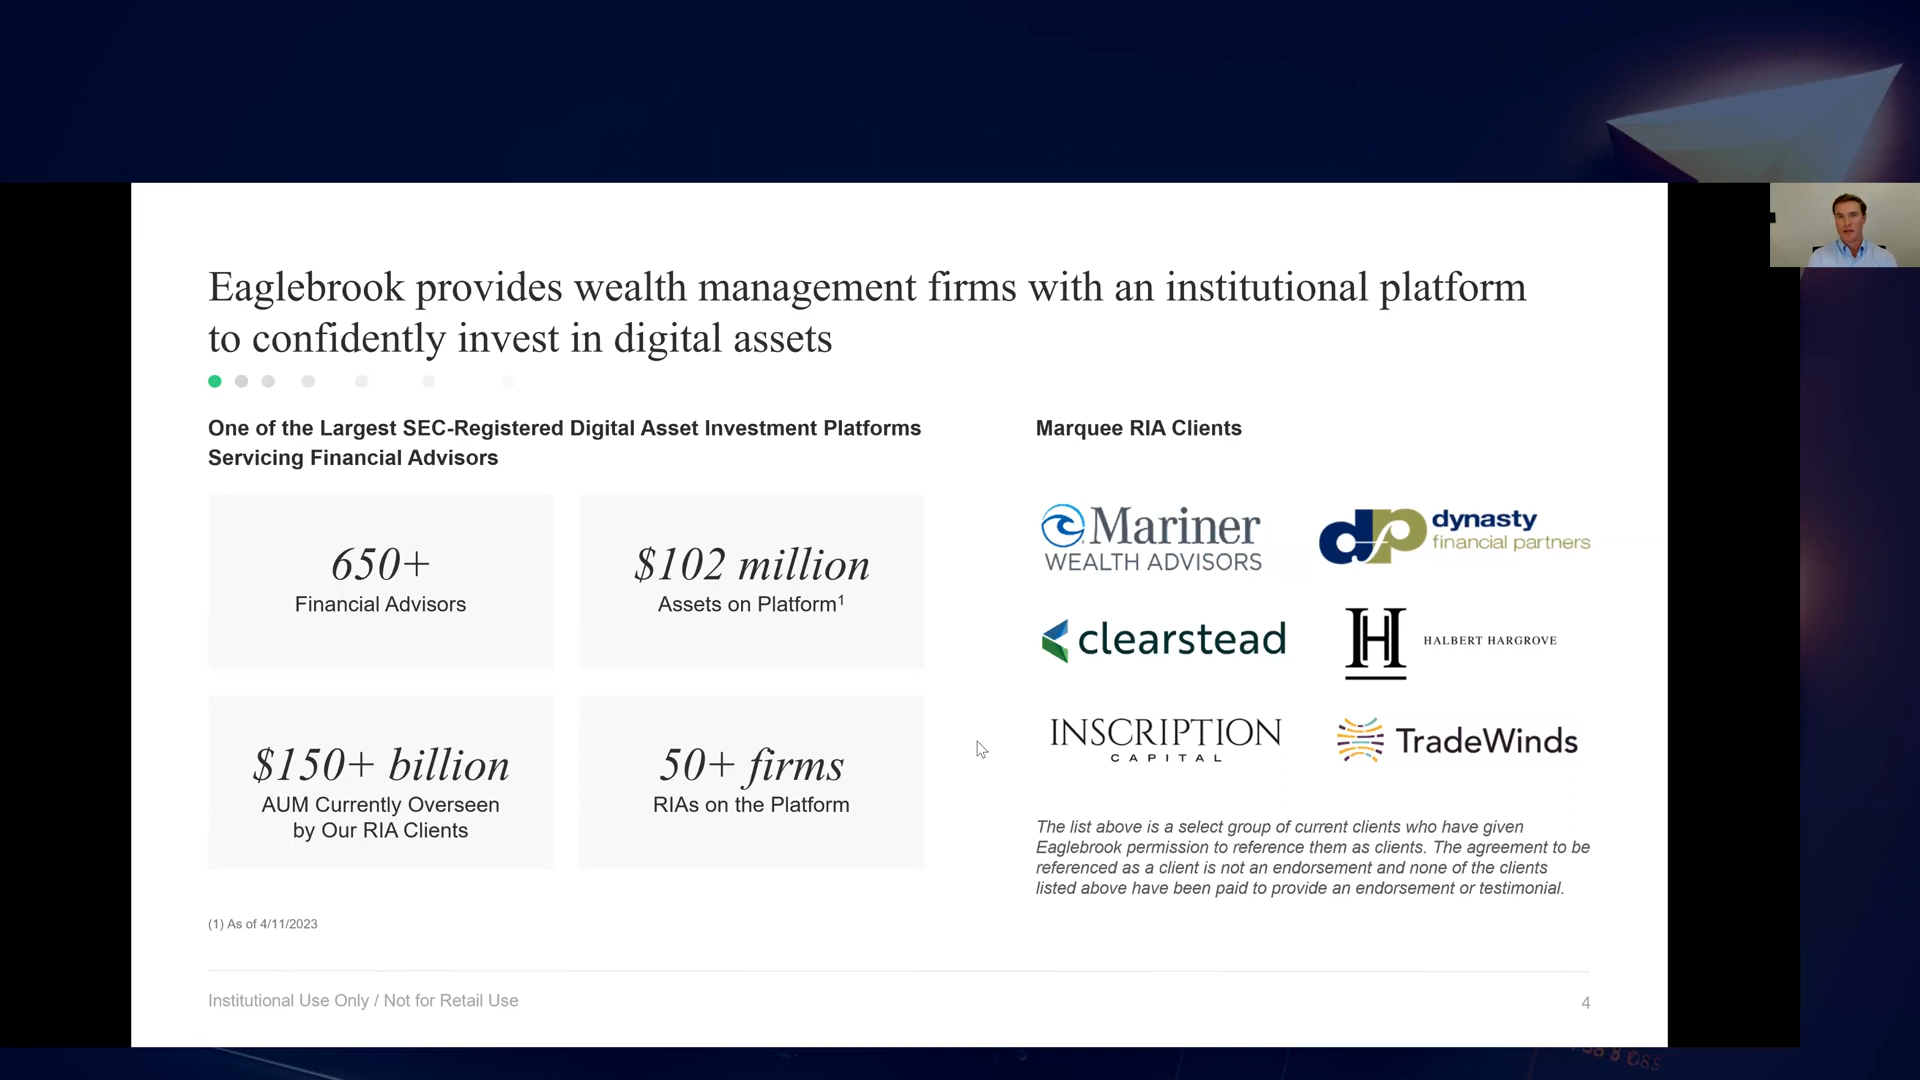 Eaglebrook provides wealth management firms with an institutional platform
to confidently invest in digital assets
One of the Largest SEC-Registered Digital Asset Investment Platforms
Servicing Financial Advisors
650+
Financial Advisors
$102 million
Assets on Platform¹
$150+ billion
AUM Currently Overseen
by Our RIA Clients
50+ firms
RIAs on the Platform
(1) As of 4/11/2023
Marquee RIA Clients
Mariner
WEALTH ADVISORS
dfp dynasty
financial partners
clearstead
H HALBERT HARGROVE
INSCRIPTION
CAPITAL
TradeWinds
The list above is a select group of current clients who have given
Eaglebrook permission to reference them as clients. The agreement to be
referenced as a client is not an endorsement and none of the clients
listed above have been paid to provide an endorsement or testimonial.
Institutional Use Only / Not for Retail Use
4